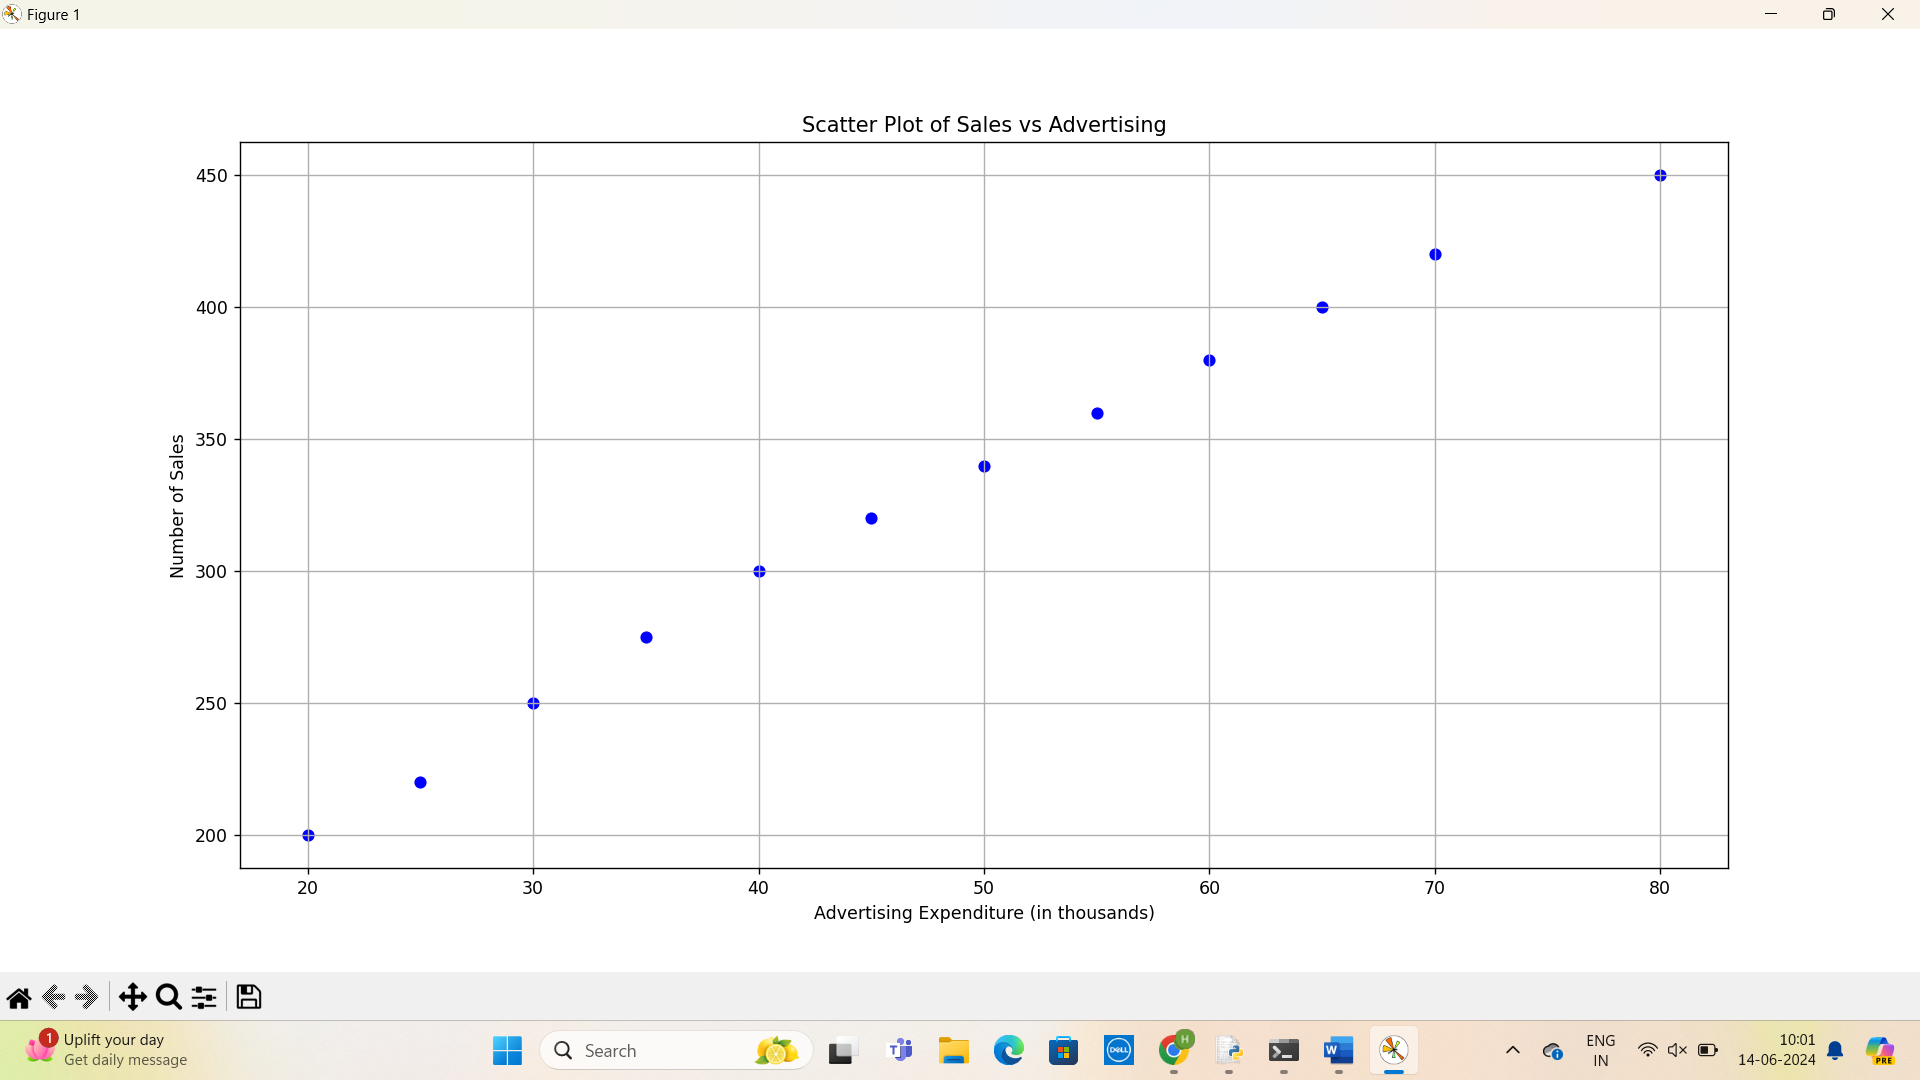 Figure 1
Scatter Plot of Sales vs Advertising
450
400
350
300
250
200
Number of Sales
20 30 40 50 60 70 80
Advertising Expenditure (in thousands)
1
Uplift your day
Get daily message
Search
T
DELL
H
W
ENG
IN
10:01
14-06-2024
PRE